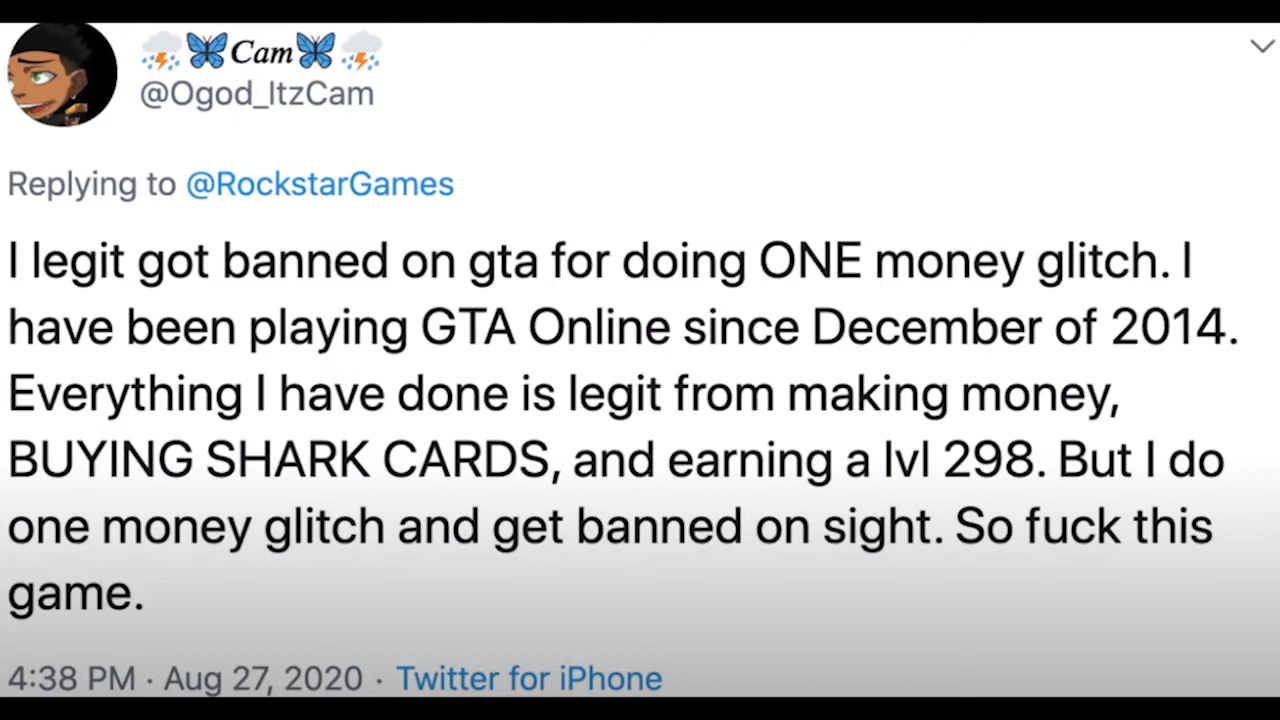 🌩️🦋Cam🦋🌩️
@Ogod_ItzCam
Replying to @RockstarGames
I legit got banned on gta for doing ONE money glitch. I
have been playing GTA Online since December of 2014.
Everything I have done is legit from making money,
BUYING SHARK CARDS, and earning a lvl 298. But I do
one money glitch and get banned on sight. So fuck this
game.
4:38 PM · Aug 27, 2020 · Twitter for iPhone